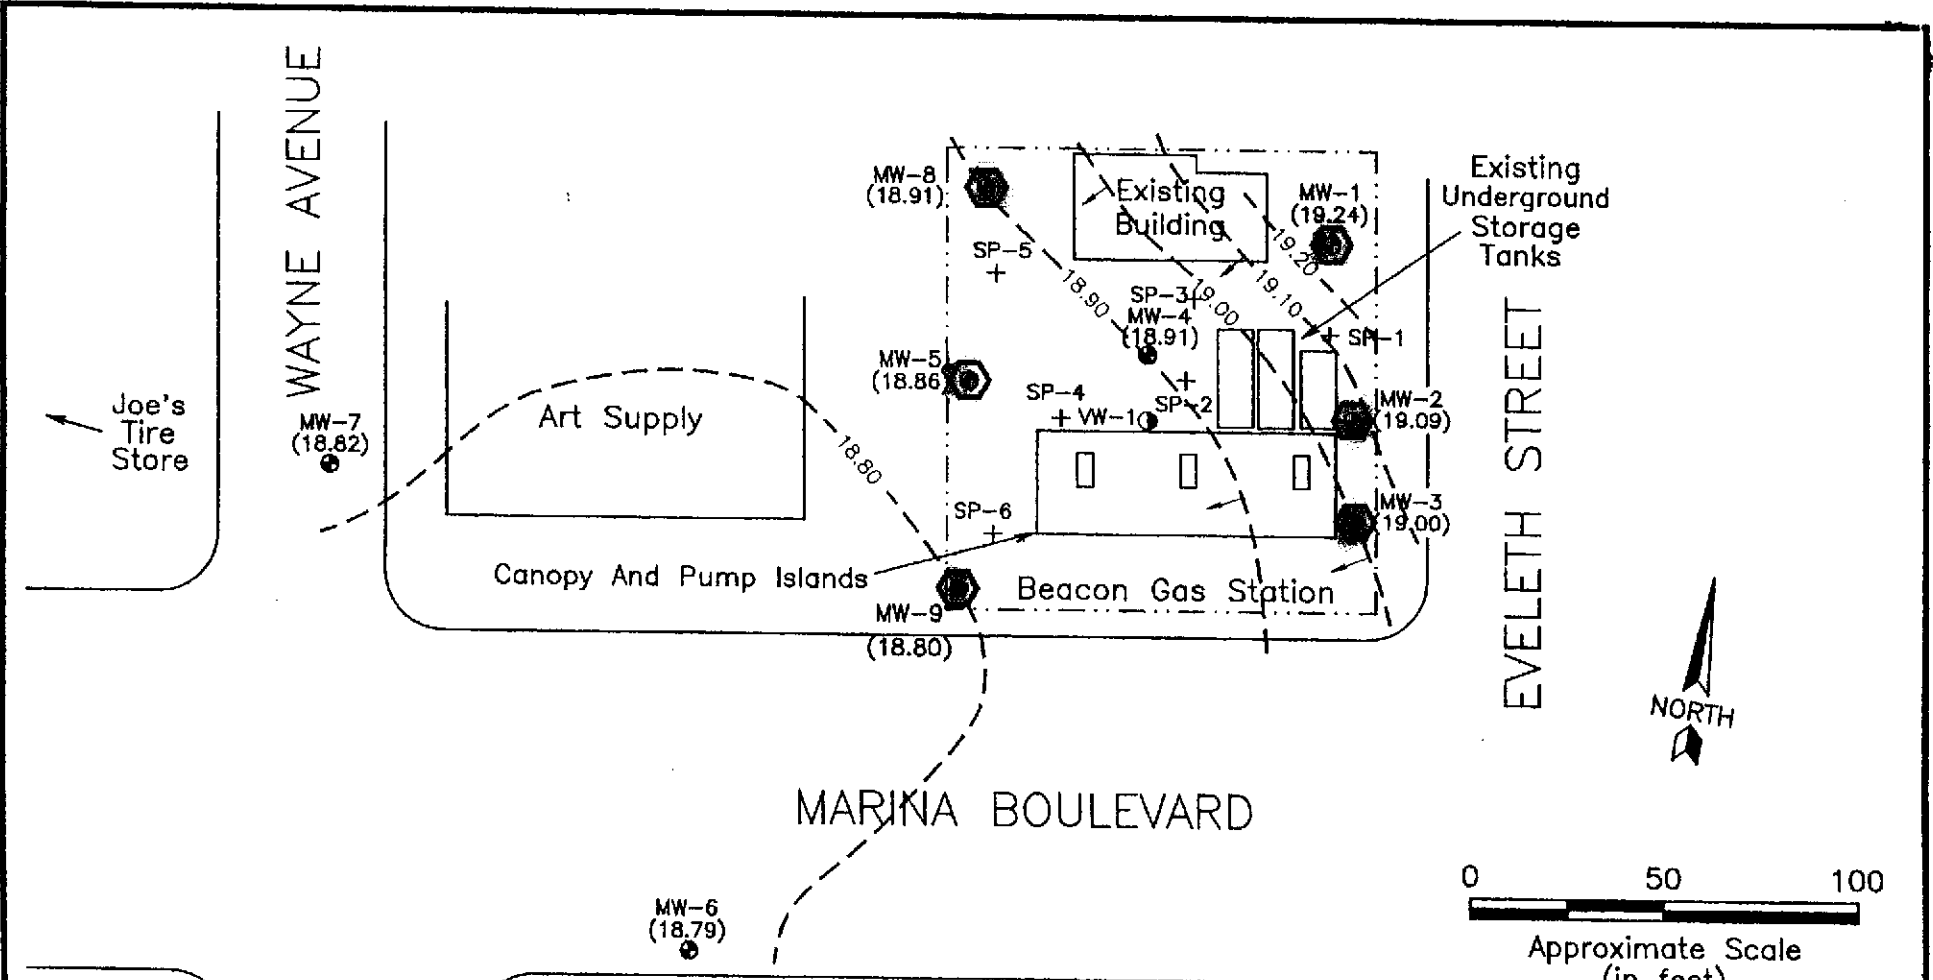 WAYNE AVENUE
MW-8
(18.91)
Existing
Building
MW-1
(19.24)
Existing
Underground
Storage
Tanks
SP-5
19.20
18.90
SP-3
19.00
19.10
MW-4
(18.91)
SP-1
MW-5
(18.86)
SP-4
VW-1
SP-2
MW-2
(19.09)
EVELETH STREET
Joe's
Tire
Store
MW-7
(18.82)
Art Supply
18.80
SP-6
MW-3
(19.00)
Canopy And Pump Islands
Beacon Gas Station
MW-9
(18.80)
NORTH
MARINA BOULEVARD
MW-6
(18.79)
0 50 100
Approximate Scale
(in feet)